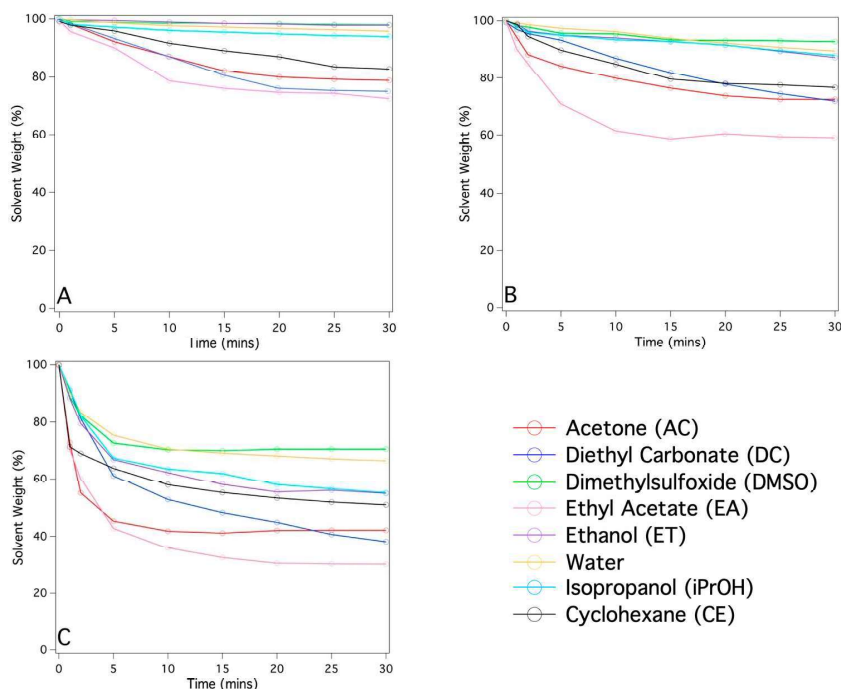 100
80
60
40
20
0
Solvent Weight (%)
A
0 5 10 15 20 25 30
Time (mins)
100
80
60
40
20
0
Solvent Weight (%)
B
0 5 10 15 20 25 30
Time (mins)
100
80
60
40
20
0
Solvent Weight (%)
C
0 5 10 15 20 25 30
Time (mins)
Acetone (AC)
Diethyl Carbonate (DC)
Dimethylsulfoxide (DMSO)
Ethyl Acetate (EA)
Ethanol (ET)
Water
Isopropanol (iPrOH)
Cyclohexane (CE)